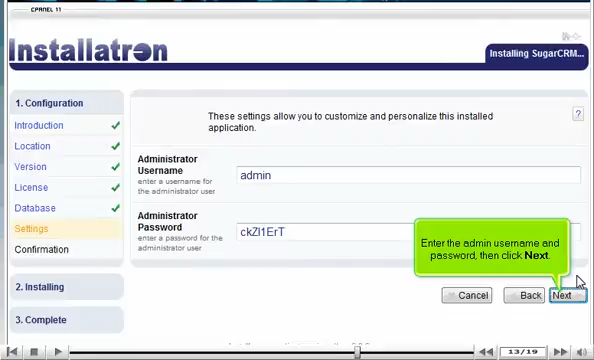 CPANEL 11
Installatron
Installing SugarCRM...
1. Configuration
Introduction
Location
Version
License
Database
Settings
Confirmation
2. Installing
3. Complete
These settings allow you to customize and personalize this installed
application.
?
Administrator
Username
enter a username for
the administrator user
admin
Administrator
Password
enter a password for the
administrator user
ckZl1ErT
Enter the admin username and
password, then click Next.
Cancel
Back
Next
13/19